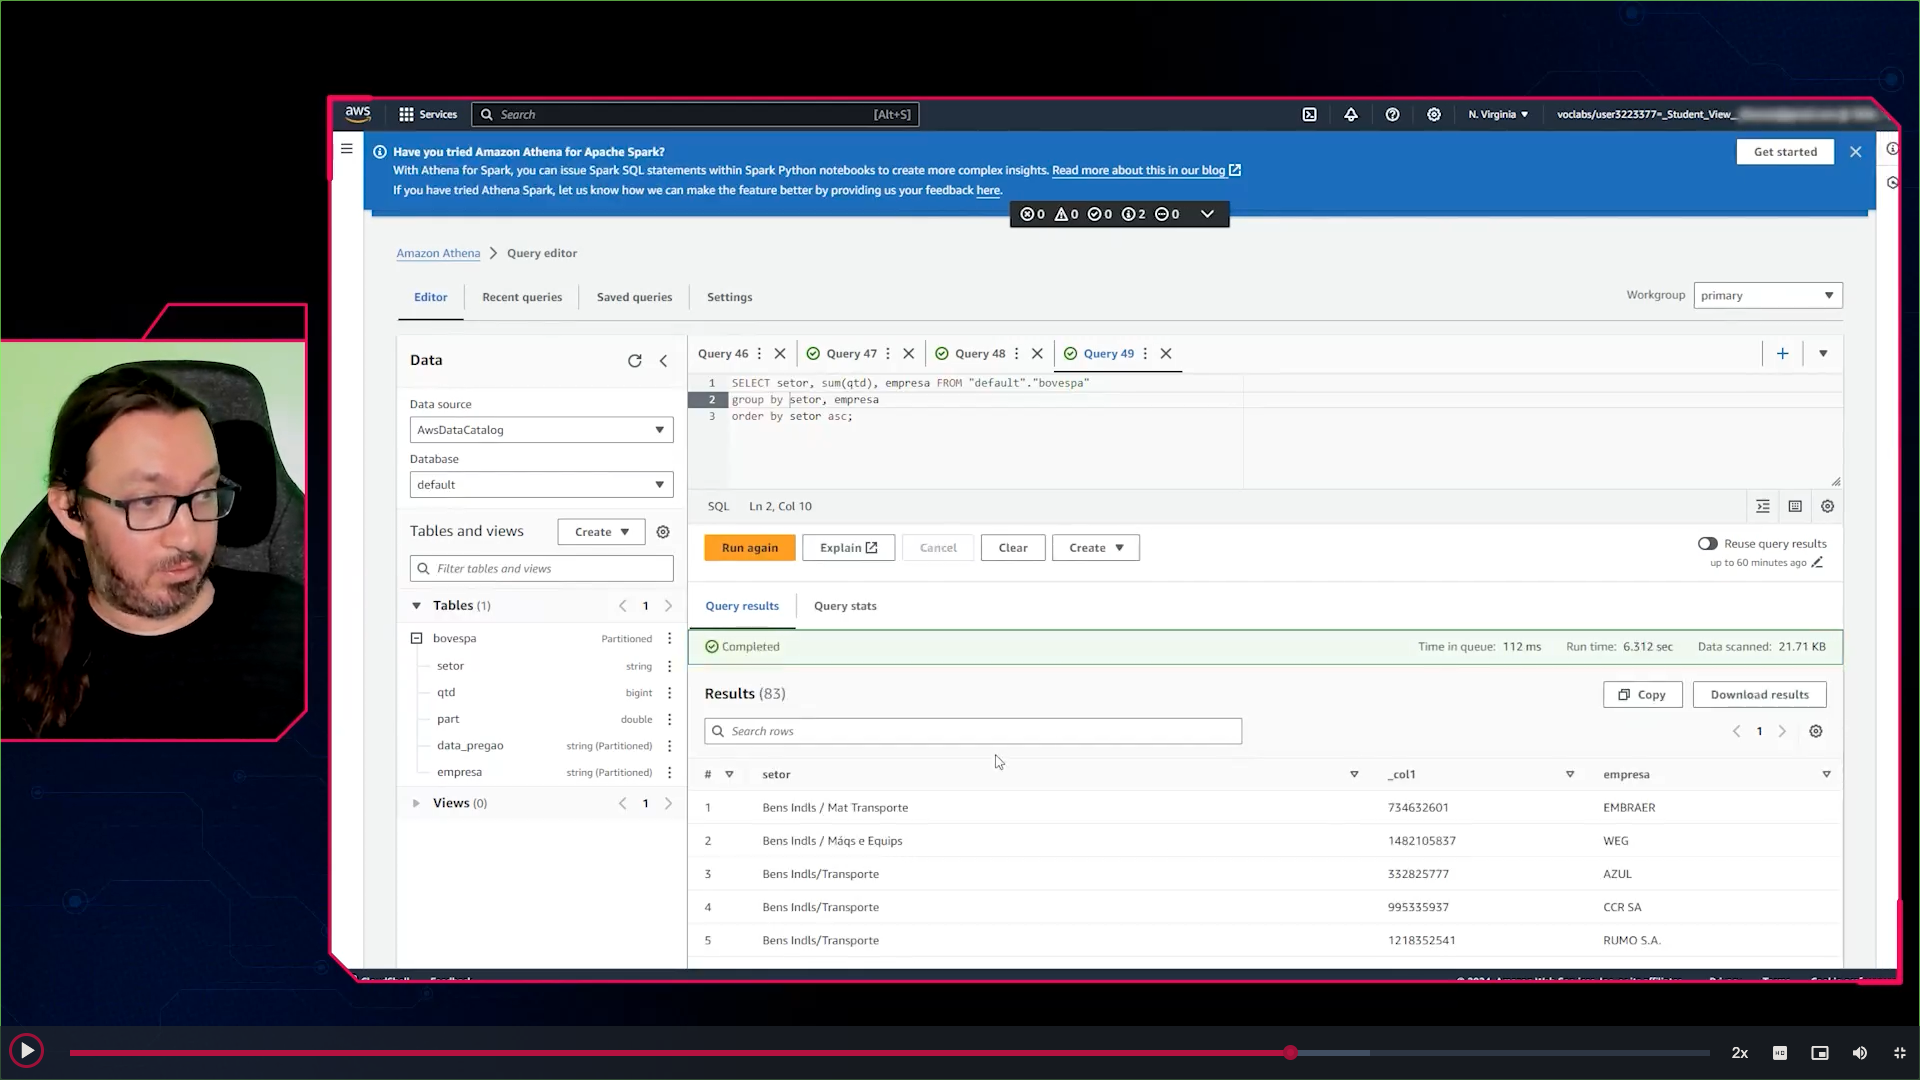 aws
Services
Search
[Alt+S]
N. Virginia
voclabs/user3223377=_Student_View_
Have you tried Amazon Athena for Apache Spark?
With Athena for Spark, you can issue Spark SQL statements within Spark Python notebooks to create more complex insights. Read more about this in our blog
If you have tried Athena Spark, let us know how we can make the feature better by providing us your feedback here.
Get started
0 0 0 2 0
Amazon Athena > Query editor
Editor
Recent queries
Saved queries
Settings
Workgroup
primary
Data
Data source
AwsDataCatalog
Database
default
Tables and views
Create
Filter tables and views
Tables (1)
1
bovespa
Partitioned
setor
string
qtd
bigint
part
double
data_pregao
string (Partitioned)
empresa
string (Partitioned)
Views (0)
1
Query 46
Query 47
Query 48
Query 49
1 SELECT setor, sum(qtd), empresa FROM "default"."bovespa"
2 group by setor, empresa
3 order by setor asc;
SQL
Ln 2, Col 10
Run again
Explain
Cancel
Clear
Create
Reuse query results
up to 60 minutes ago
Query results
Query stats
Completed
Time in queue: 112 ms
Run time: 6.312 sec
Data scanned: 21.71 KB
Results (83)
Copy
Download results
Search rows
1
# setor _col1 empresa
1 Bens Indls / Mat Transporte 734632601 EMBRAER
2 Bens Indls / Máqs e Equips 1482105837 WEG
3 Bens Indls/Transporte 332825777 AZUL
4 Bens Indls/Transporte 995335937 CCR SA
5 Bens Indls/Transporte 1218352541 RUMO S.A.
2x